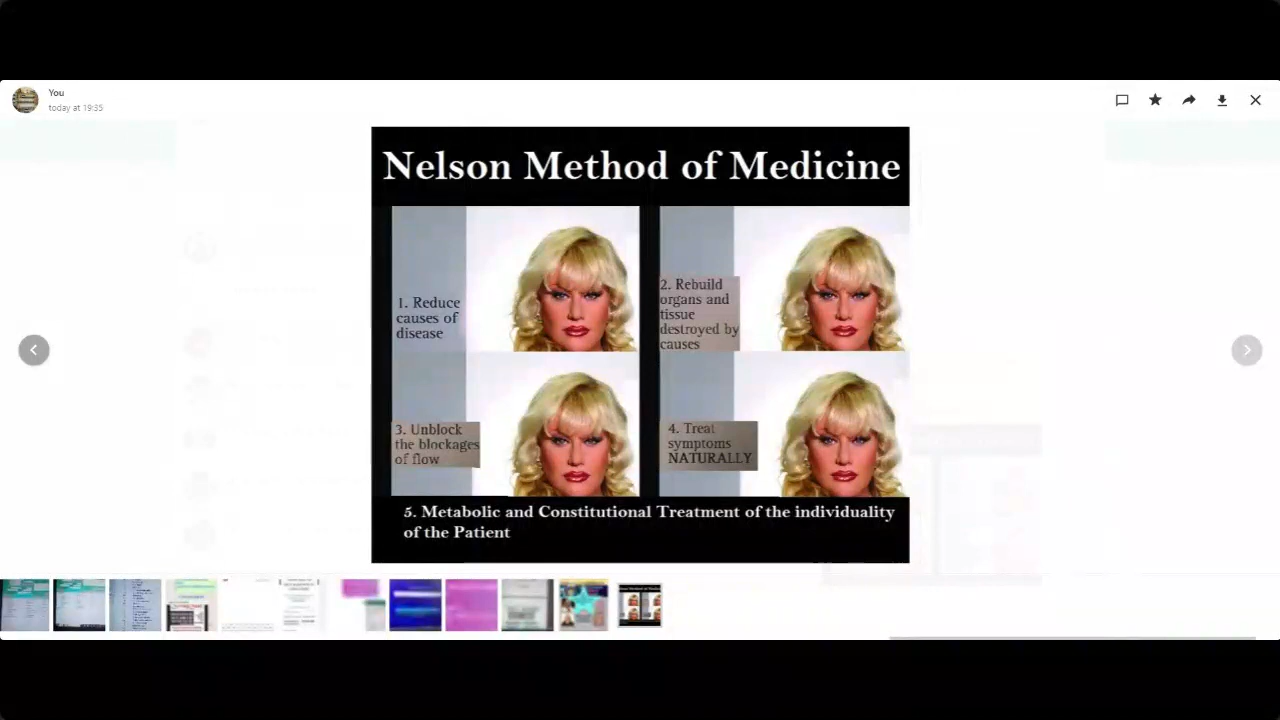 You
today at 19:35
Nelson Method of Medicine
1. Reduce
causes of
disease
2. Rebuild
organs and
tissue
destroyed by
causes
3. Unblock
the blockages
of flow
4. Treat
symptoms
NATURALLY
5. Metabolic and Constitutional Treatment of the individuality
of the Patient